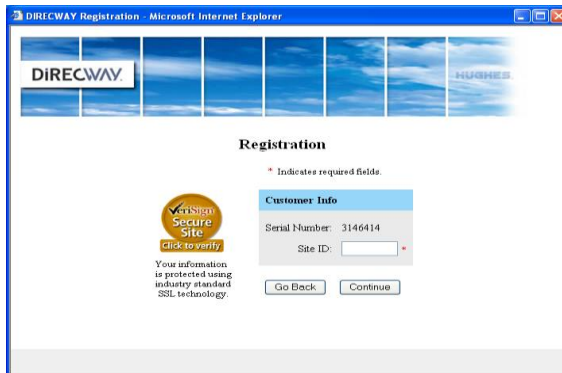 DIRECWAY Registration - Microsoft Internet Explorer
DIRECWAY.
HUGHES
Registration
* Indicates required fields.
VeriSign
Secure
Site
Click to verify
Your information
is protected using
industry standard
SSL technology.
Customer Info
Serial Number: 3146414
Site ID: *
Go Back Continue